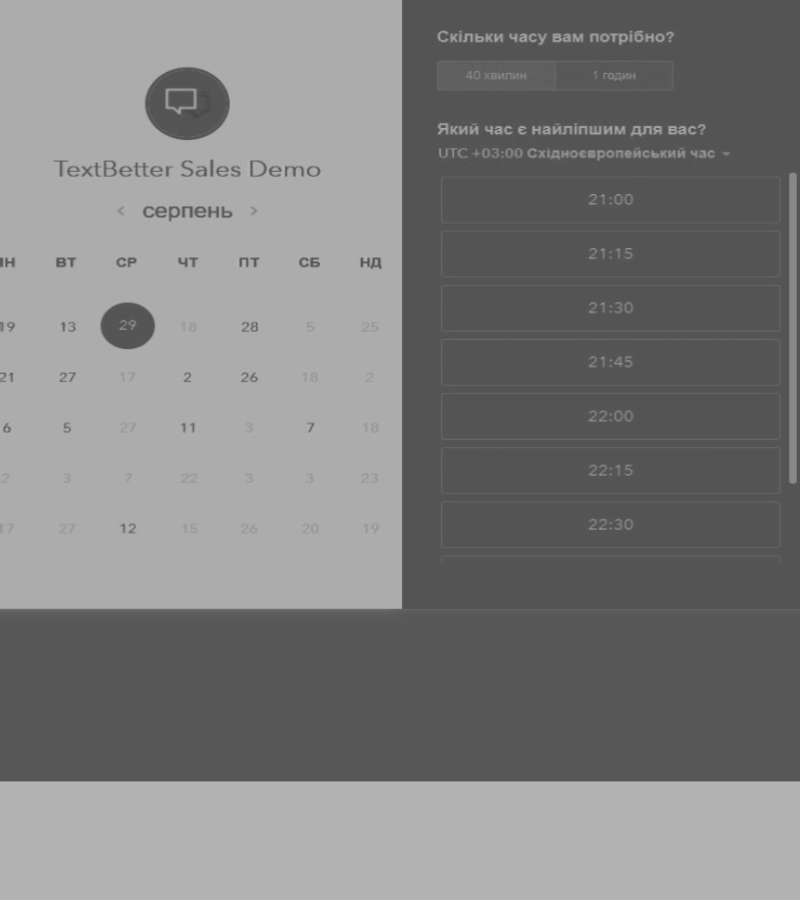 TextBetter Sales Demo
< серпень >
ВТ СР ЧТ ПТ СБ НД
13 29 18 28 5 25
21 27 17 2 26 18 2
6 5 27 11 3 7 18
2 3 7 22 3 3 23
27 12 15 26 20 19
Скільки часу вам потрібно?
40 хвилин 1 годин
Який час є найліпшим для вас?
UTC +03:00 Східноєвропейський час
21:00
21:15
21:30
21:45
22:00
22:15
22:30